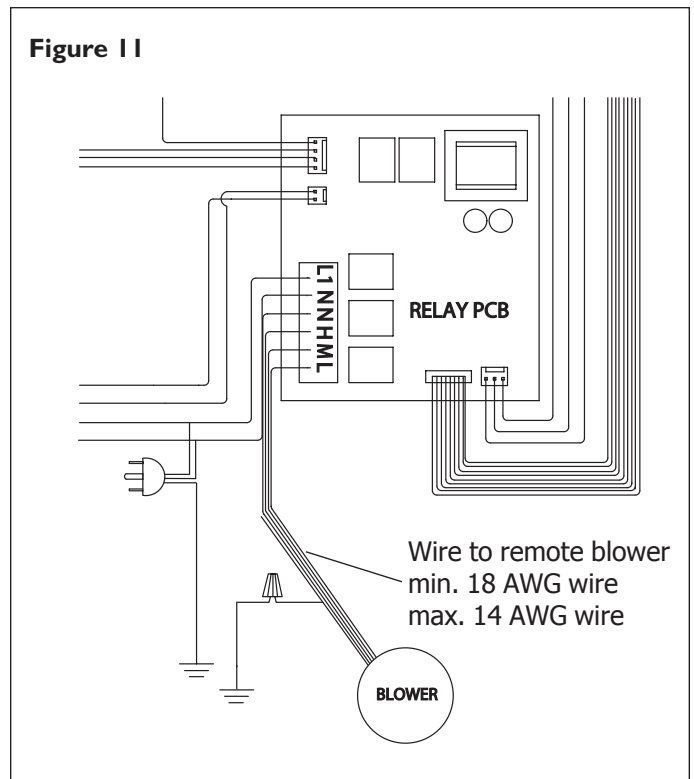 Figure 11
L1 N N H M L
RELAY PCB
Wire to remote blower
min. 18 AWG wire
max. 14 AWG wire
BLOWER